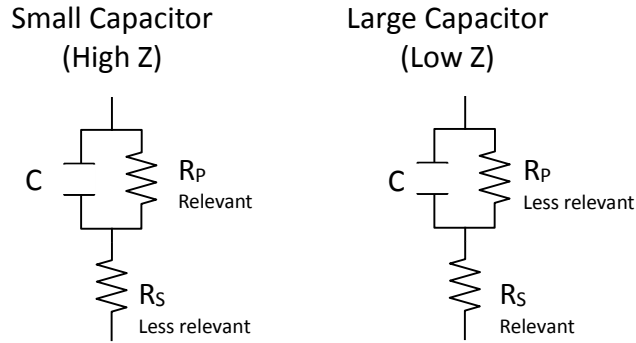 Small Capacitor
(High Z)
Large Capacitor
(Low Z)
C
RP
Relevant
RS
Less relevant
C
RP
Less relevant
RS
Relevant